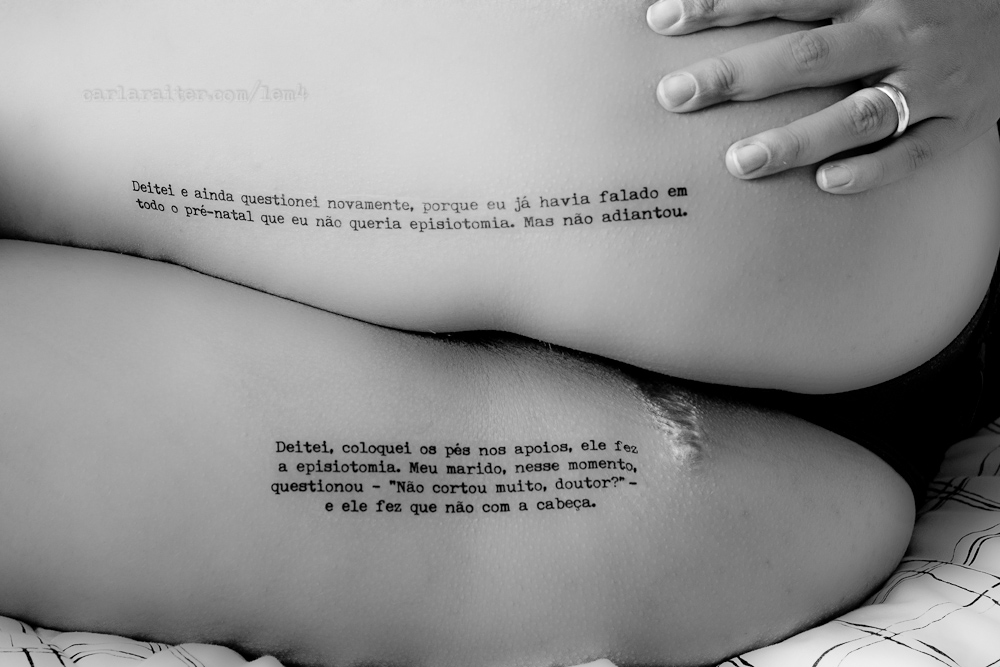 carlaraiter.com/1em4
Deitei e ainda questionei novamente, porque eu já havia falado em
todo o pré-natal que eu não queria episiotomia. Mas não adiantou.
Deitei, coloquei os pés nos apoios, ele fez
a episiotomia. Meu marido, nesse momento,
questionou - "Não cortou muito, doutor?" -
e ele fez que não com a cabeça.